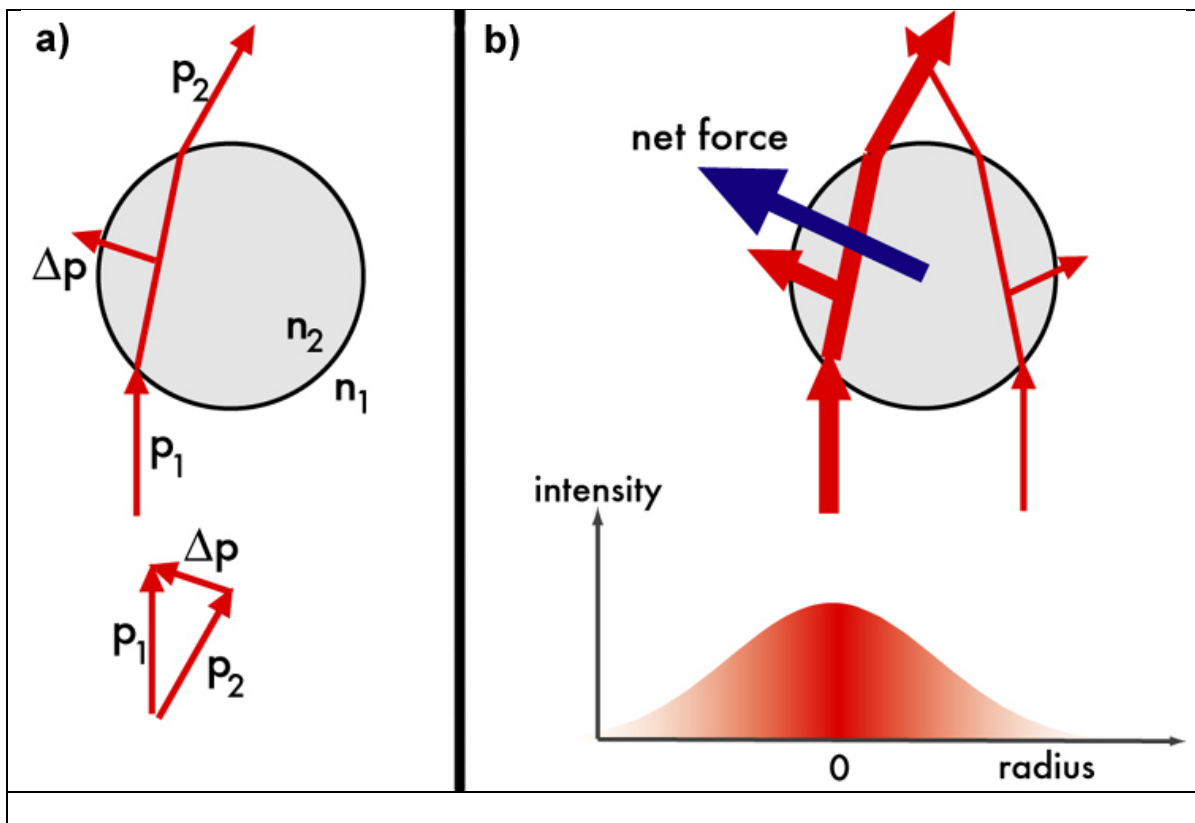 a)
p₂
Δp
n₂
n₁
p₁
Δp
p₁
p₂
b)
net force
intensity
0
radius